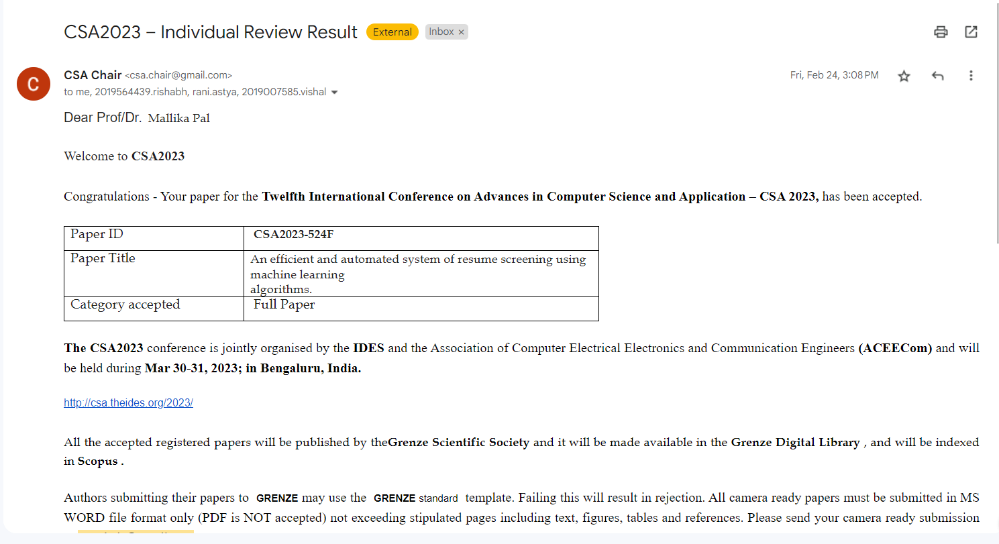 CSA2023 – Individual Review Result External Inbox ×
C
CSA Chair <csa.chair@gmail.com> Fri, Feb 24, 3:08 PM
to me, 2019564439.rishabh, rani.astya, 2019007585.vishal
Dear Prof/Dr. Mallika Pal
Welcome to CSA2023
Congratulations - Your paper for the Twelfth International Conference on Advances in Computer Science and Application – CSA 2023, has been accepted.
Paper ID CSA2023-524F
Paper Title An efficient and automated system of resume screening using
machine learning
algorithms.
Category accepted Full Paper
The CSA2023 conference is jointly organised by the IDES and the Association of Computer Electrical Electronics and Communication Engineers (ACEECom) and will
be held during Mar 30-31, 2023; in Bengaluru, India.
http://csa.theides.org/2023/
All the accepted registered papers will be published by theGrenze Scientific Society and it will be made available in the Grenze Digital Library , and will be indexed
in Scopus .
Authors submitting their papers to GRENZE may use the GRENZE standard template. Failing this will result in rejection. All camera ready papers must be submitted in MS
WORD file format only (PDF is NOT accepted) not exceeding stipulated pages including text, figures, tables and references. Please send your camera ready submission